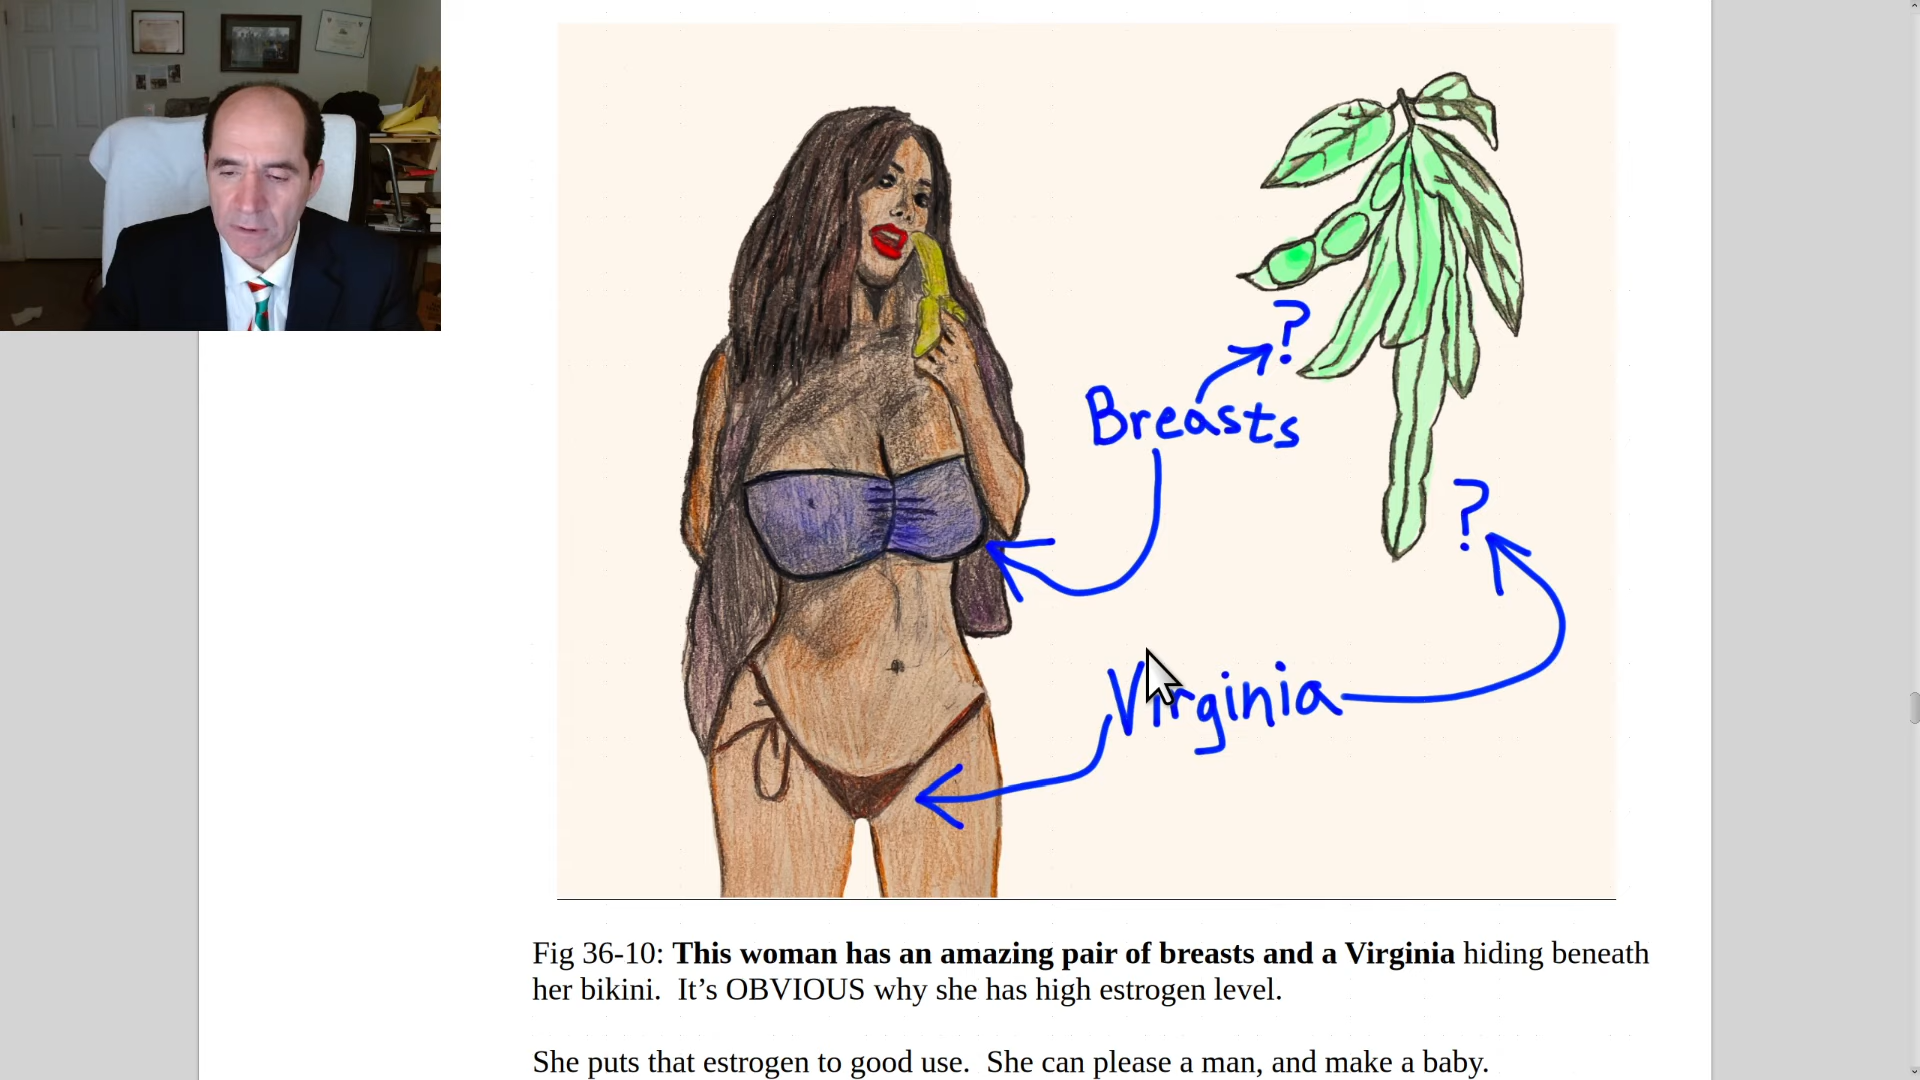 ?
Breasts
?
Virginia
Fig 36-10: This woman has an amazing pair of breasts and a Virginia hiding beneath
her bikini. It’s OBVIOUS why she has high estrogen level.
She puts that estrogen to good use. She can please a man, and make a baby.